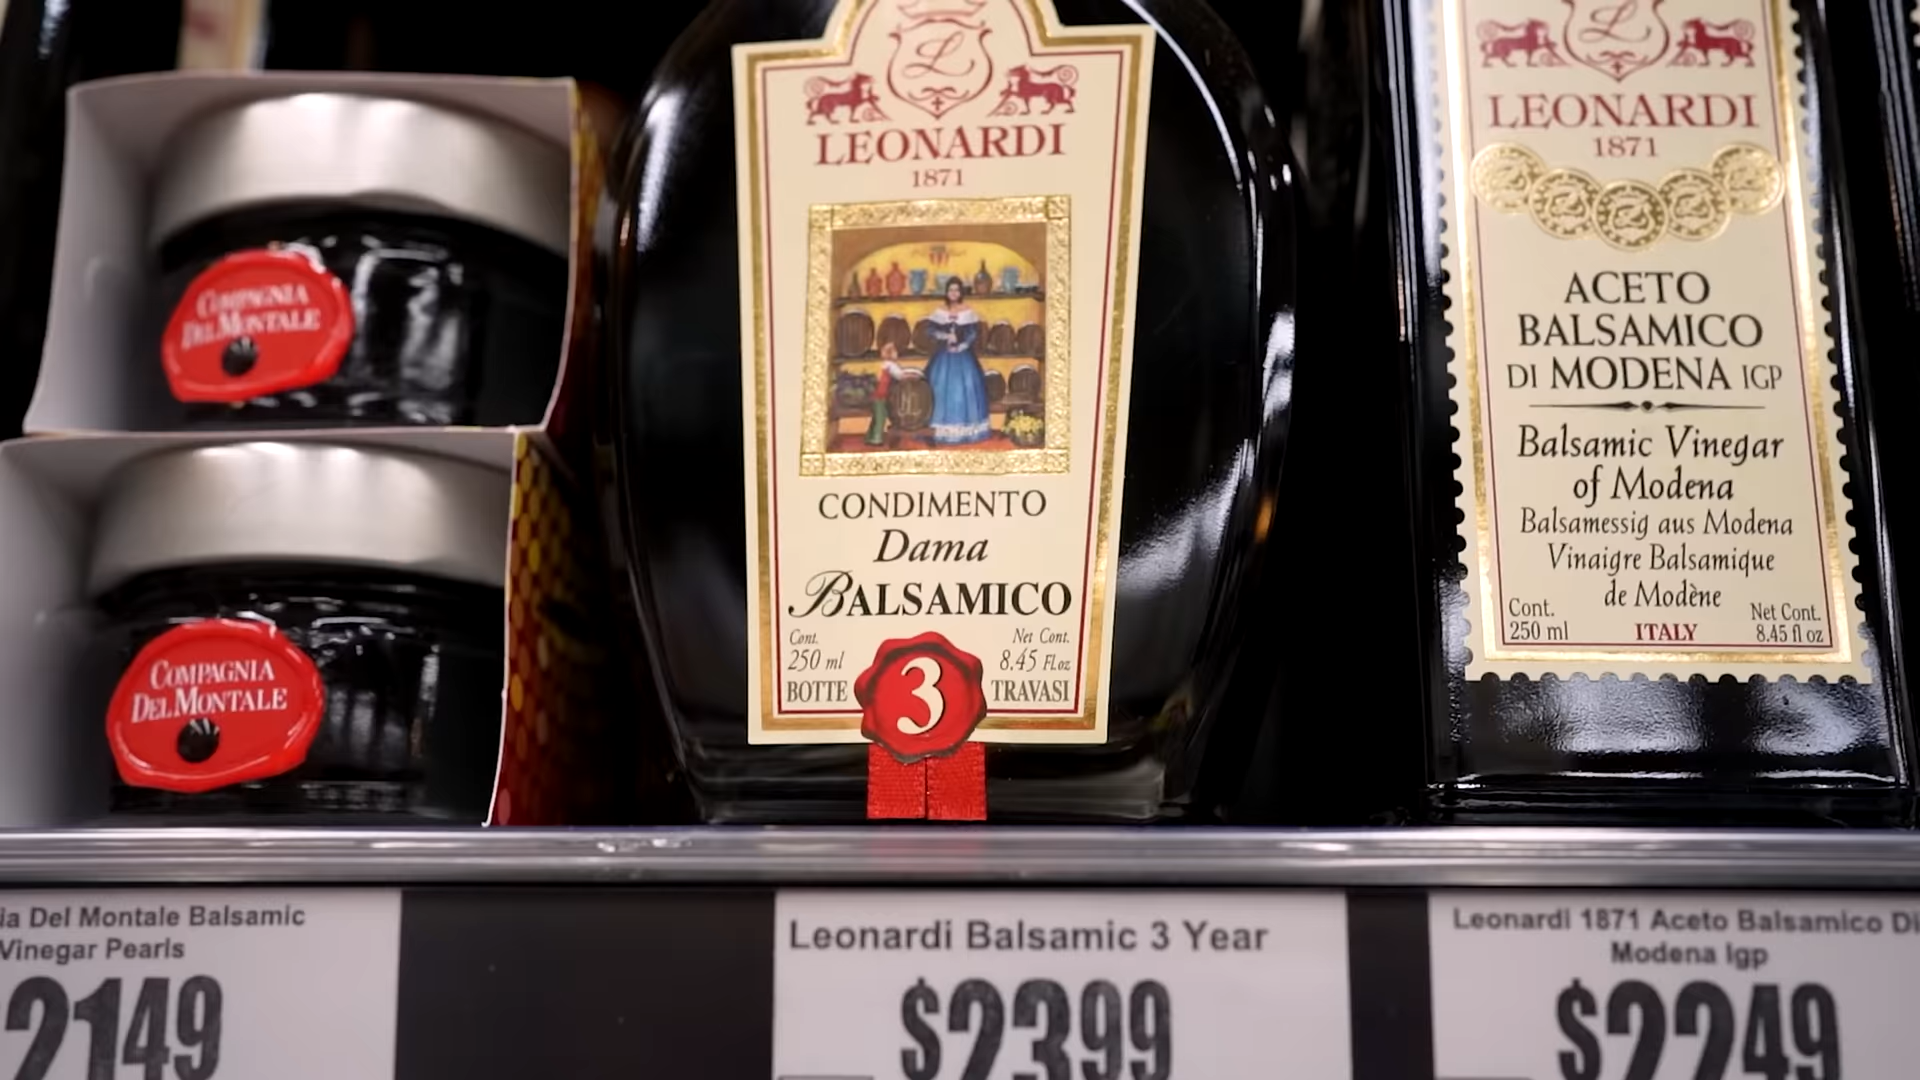 COMPAGNIA
DEL MONTALE
COMPAGNIA
DEL MONTALE
L
LEONARDI
1871
CONDIMENTO
Dama
BALSAMICO
Cont.
250 ml
Net Cont.
8.45 Fl.oz
BOTTE 3 TRAVASI
L
LEONARDI
1871
ACETO
BALSAMICO
DI MODENA IGP
Balsamic Vinegar
of Modena
Balsamessig aus Modena
Vinaigre Balsamique
de Modène
Cont.
250 ml
ITALY
Net Cont.
8.45 fl oz
ia Del Montale Balsamic
Vinegar Pearls
2149
Leonardi Balsamic 3 Year
$2399
Leonardi 1871 Aceto Balsamico Di
Modena Igp
$2249